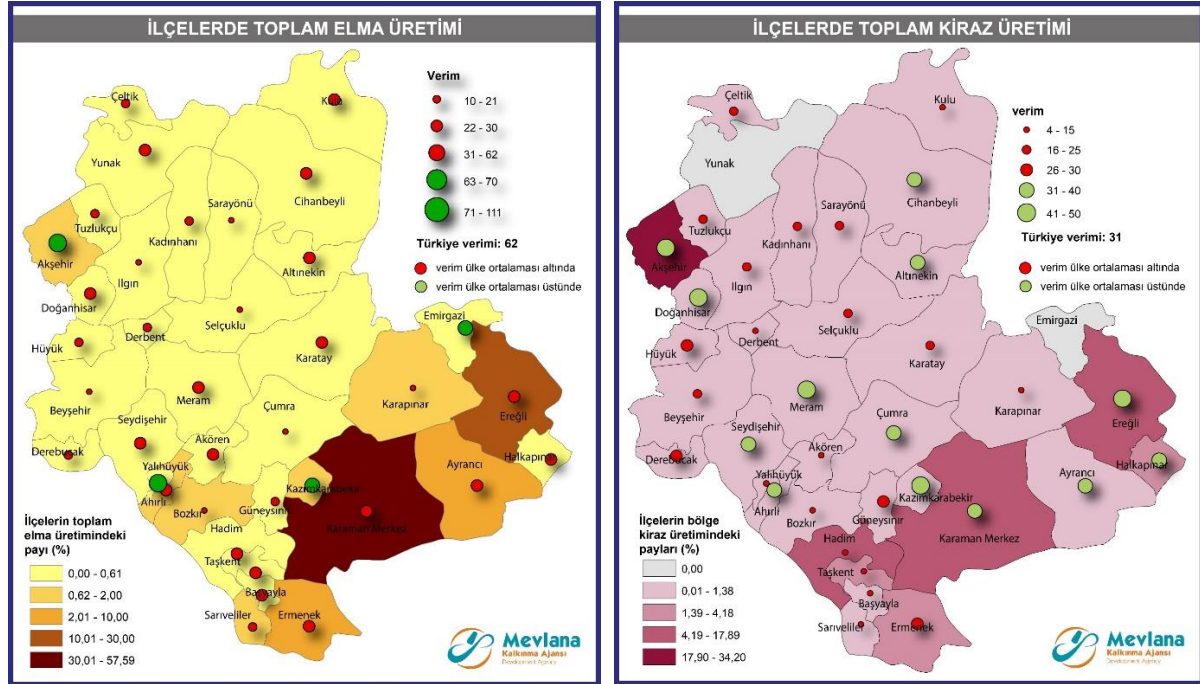 İLÇELERDE TOPLAM ELMA ÜRETİMİ
Verim
10 - 21
22 - 30
31 - 62
63 - 70
71 - 111
Türkiye verimi: 62
verim ülke ortalaması altında
verim ülke ortalaması üstünde
Çeltik
Kulu
Yunak
Cihanbeyli
Sarayönü
Tuzlukçu
Kadınhanı
Akşehir
Altınekin
Ilgın
Doğanhisar
Selçuklu
Emirgazi
Derbent
Hüyük
Karatay
Beyşehir
Meram
Karapınar
Ereğli
Seydişehir
Çumra
Derebucak
Akören
Yalıhüyük
Ayrancı
Halkapınar
Ahırlı
Kazımkarabekir
Bozkır
Güneysınır
Karaman Merkez
Hadim
Taşkent
Başyayla
Sarıveliler
Ermenek
İlçelerin toplam
elma üretimindeki
payı (%)
0,00 - 0,61
0,62 - 2,00
2,01 - 10,00
10,01 - 30,00
30,01 - 57,59
Mevlana
Kalkınma Ajansı
Development Agency
İLÇELERDE TOPLAM KİRAZ ÜRETİMİ
verim
4 - 15
16 - 25
26 - 30
31 - 40
41 - 50
Türkiye verimi: 31
verim ülke ortalaması altında
verim ülke ortalaması üstünde
Çeltik
Kulu
Yunak
Cihanbeyli
Sarayönü
Tuzlukçu
Kadınhanı
Akşehir
Altınekin
Ilgın
Doğanhisar
Selçuklu
Emirgazi
Derbent
Hüyük
Karatay
Beyşehir
Meram
Karapınar
Ereğli
Seydişehir
Çumra
Derebucak
Akören
Yalıhüyük
Ayrancı
Halkapınar
Ahırlı
Kazımkarabekir
Bozkır
Güneysınır
Karaman Merkez
Hadim
Taşkent
Başyayla
Sarıveliler
Ermenek
İlçelerin bölge
kiraz üretimindeki
payları (%)
0,00
0,01 - 1,38
1,39 - 4,18
4,19 - 17,89
17,90 - 34,20
Mevlana
Kalkınma Ajansı
Development Agency